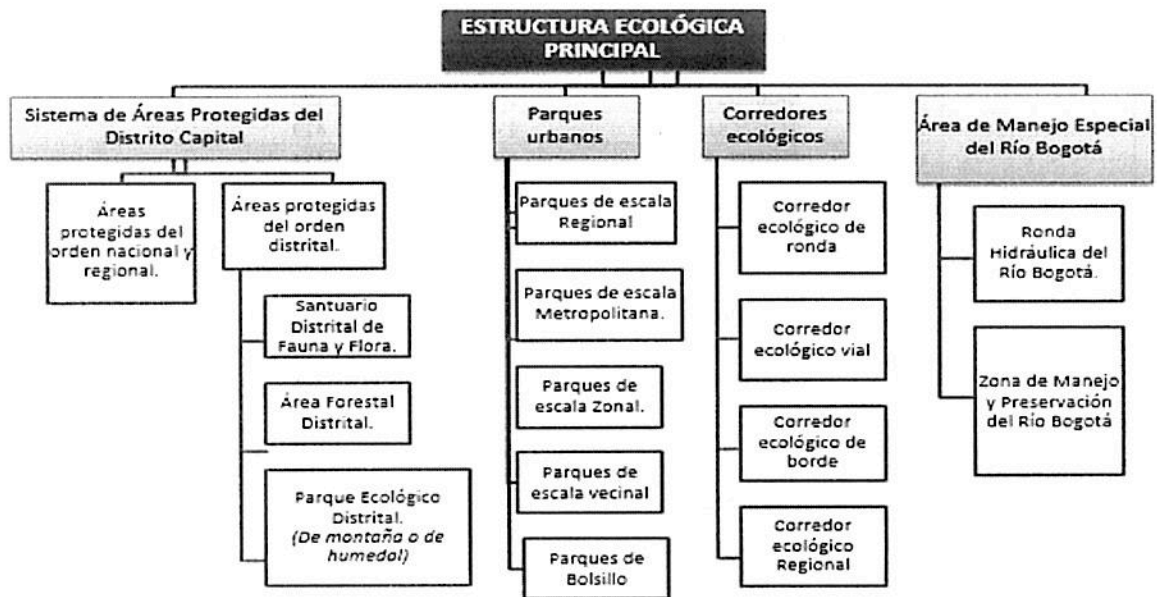 ESTRUCTURA ECOLÓGICA
PRINCIPAL
Sistema de Áreas Protegidas del
Distrito Capital
Áreas
protegidas del
orden nacional y
regional.
Áreas protegidas
del orden
distrital.
Santuario
Distrital de
Fauna y Flora.
Área Forestal
Distrital.
Parque Ecológico
Distrital.
(De montaña o de
humedal)
Parques
urbanos
Parques de escala
Regional
Parques de escala
Metropolitana.
Parques de
escala Zonal.
Parques de
escala vecinal
Parques de
Bolsillo
Corredores
ecológicos
Corredor
ecológico de
ronda
Corredor
ecológico vial
Corredor
ecológico de
borde
Corredor
ecológico
Regional
Área de Manejo Especial
del Río Bogotá
Ronda
Hidráulica del
Río Bogotá.
Zona de Manejo
y Preservación
del Río Bogotá